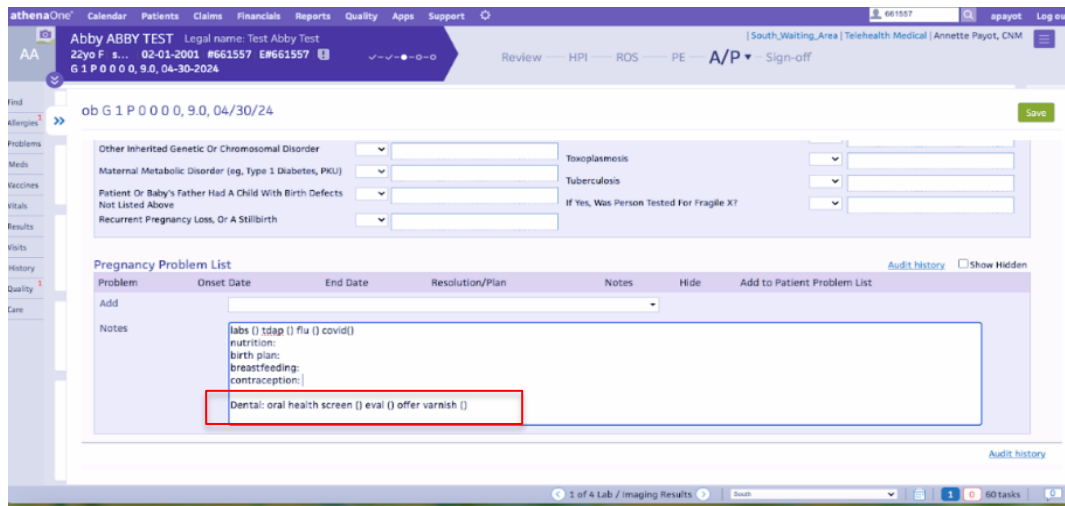 athenaOne Calendar Patients Claims Financials Reports Quality Apps Support 661557 apayot Log ou
AA
Abby ABBY TEST Legal name: Test Abby Test
22yo F s... 02-01-2001 #661557 E#661557
G 1 P 0 0 0 0, 9.0, 04-30-2024
South_Waiting_Area | Telehealth Medical | Annette Payot, CNM
Review HPI ROS PE A/P Sign-off
Find
Allergies 1
Problems
Meds
Vaccines
Vitals
Results
Visits
History
Quality 1
Care
ob G 1 P 0 0 0 0, 9.0, 04/30/24
Save
Other Inherited Genetic Or Chromosomal Disorder
Maternal Metabolic Disorder (eg, Type 1 Diabetes, PKU)
Patient Or Baby's Father Had A Child With Birth Defects
Not Listed Above
Recurrent Pregnancy Loss, Or A Stillbirth
Toxoplasmosis
Tuberculosis
If Yes, Was Person Tested For Fragile X?
Pregnancy Problem List
Audit history Show Hidden
Problem Onset Date End Date Resolution/Plan Notes Hide Add to Patient Problem List
Add
Notes
labs () tdap () flu () covid()
nutrition:
birth plan:
breastfeeding:
contraception:
Dental: oral health screen () eval () offer varnish ()
Audit history
1 of 4 Lab / Imaging Results South 1 0 60 tasks